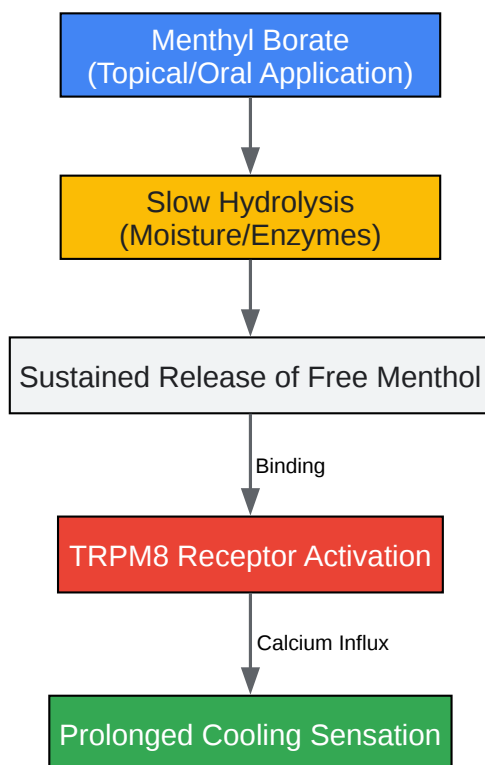 Menthyl Borate
(Topical/Oral Application)
Slow Hydrolysis
(Moisture/Enzymes)
Sustained Release of Free Menthol
Binding
TRPM8 Receptor Activation
Calcium Influx
Prolonged Cooling Sensation